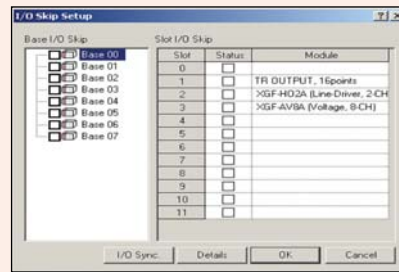 I/O Skip Setup
Base I/O Skip
Base 00
Base 01
Base 02
Base 03
Base 04
Base 05
Base 06
Base 07
Slot I/O Skip
Slot Status Module
0
1 TR OUTPUT, 16points
2 XGF-HO2A (Line-Driver, 2-CH
3 XGF-AV8A (Voltage, 8-CH)
4
5
6
7
8
9
10
11
I/O Sync. Details OK Cancel